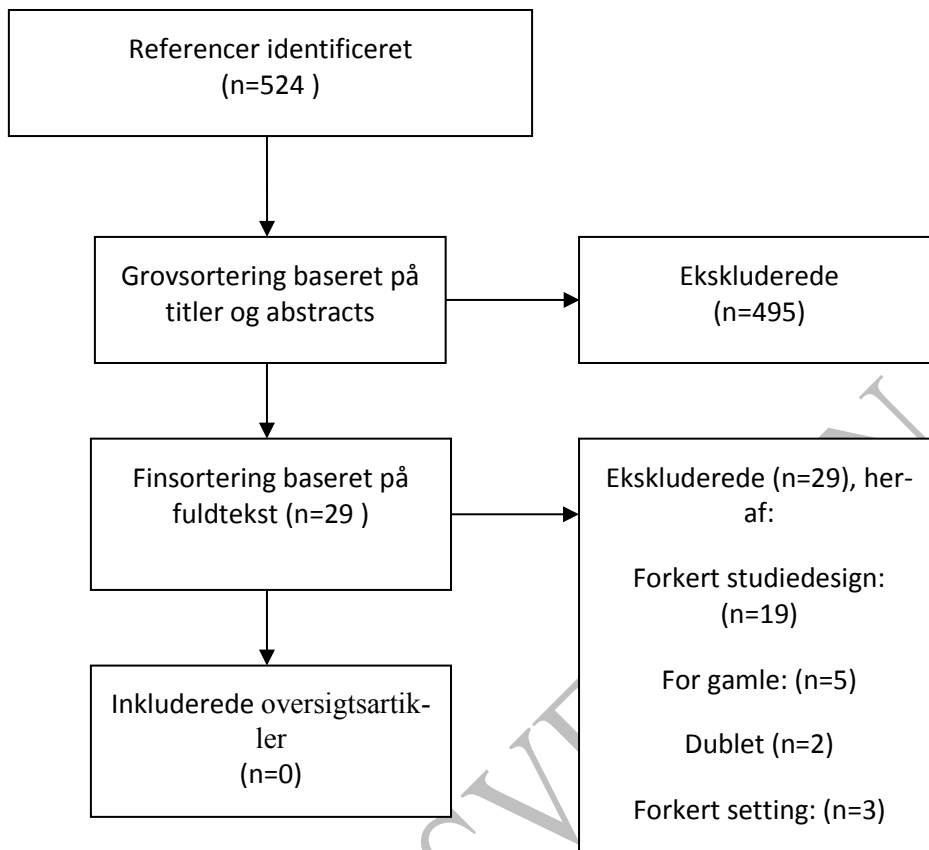 Referencer identificeret
(n=524 )
Grovsortering baseret på
titler og abstracts
Ekskluderede
(n=495)
Finsortering baseret på
fuldtekst (n=29 )
Ekskluderede (n=29), her-
af:
Forkert studiedesign:
(n=19)
For gamle: (n=5)
Dublet (n=2)
Forkert setting: (n=3)
Inkluderede oversigtsartik-
ler
(n=0)